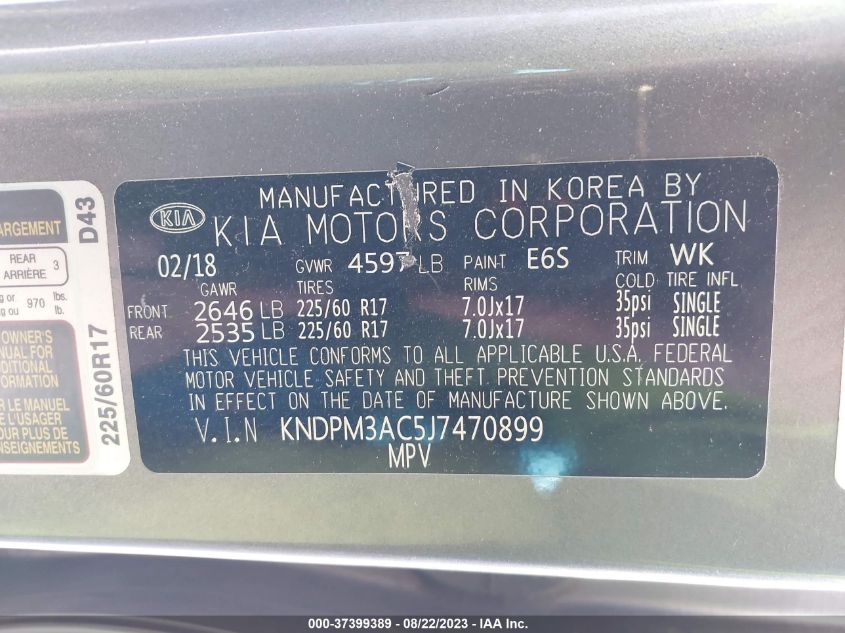 ARGEMENT
REAR
ARRIÈRE 3
970 lbs.
ou lb.
OWNER'S
MANUAL FOR
R LE MANUEL
DE L'USAGER
POUR PLUS DE
D43
225/60R17
KIA
MANUFACTURED IN KOREA BY
KIA MOTORS CORPORATION
02/18 GVWR 4597 LB PAINT E6S TRIM WK
GAWR TIRES RIMS COLD TIRE INFL
FRONT 2646 LB 225/60 R17 7.0Jx17 35psi SINGLE
REAR 2535 LB 225/60 R17 7.0Jx17 35psi SINGLE
THIS VEHICLE CONFORMS TO ALL APPLICABLE U.S.A. FEDERAL
MOTOR VEHICLE SAFETY AND THEFT PREVENTION STANDARDS
IN EFFECT ON THE DATE OF MANUFACTURE SHOWN ABOVE.
V.I.N KNDPM3AC5J7470899
MPV
000-37399389 - 08/22/2023 - IAA Inc.